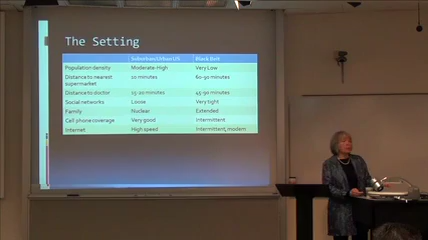 The Setting
Suburban/Urban US Black Belt
Population density Moderate-High Very Low
Distance to nearest 20 minutes 60-90 minutes
supermarket
Distance to doctor 15-20 minutes 45-90 minutes
Social networks Loose Very tight
Family Nuclear Extended
Cell phone coverage Very good Intermittent
Internet High speed Intermittent, modem